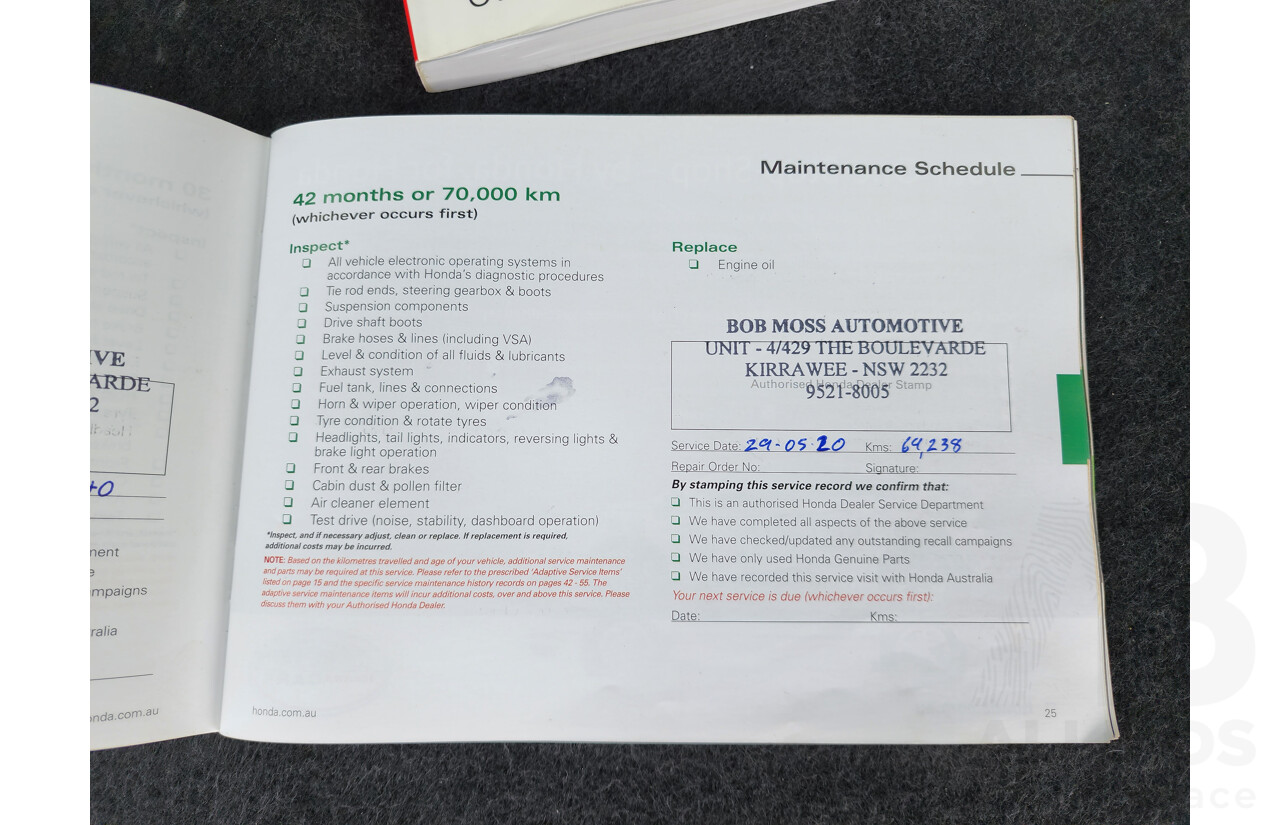 Maintenance Schedule
42 months or 70,000 km
(whichever occurs first)
Inspect*
All vehicle electronic operating systems in
accordance with Honda's diagnostic procedures
Tie rod ends, steering gearbox & boots
Suspension components
Drive shaft boots
Brake hoses & lines (including VSA)
Level & condition of all fluids & lubricants
Exhaust system
Fuel tank, lines & connections
Horn & wiper operation, wiper condition
Tyre condition & rotate tyres
Headlights, tail lights, indicators, reversing lights &
brake light operation
Front & rear brakes
Cabin dust & pollen filter
Air cleaner element
Test drive (noise, stability, dashboard operation)
*Inspect, and if necessary adjust, clean or replace. If replacement is required,
additional costs may be incurred.
NOTE: Based on the kilometres travelled and age of your vehicle, additional service maintenance
and parts may be required at this service. Please refer to the prescribed 'Adaptive Service Items'
listed on page 15 and the specific service maintenance history records on pages 42 - 55. The
adaptive service maintenance items will incur additional costs, over and above this service. Please
discuss them with your Authorised Honda Dealer.
honda.com.au
Replace
Engine oil
BOB MOSS AUTOMOTIVE
UNIT - 4/429 THE BOULEVARDE
KIRRAWEE - NSW 2232
Authorised Honda Dealer Stamp
9521-8005
Service Date: 29-05-20 Kms: 64,238
Repair Order No: Signature:
By stamping this service record we confirm that:
This is an authorised Honda Dealer Service Department
We have completed all aspects of the above service
We have checked/updated any outstanding recall campaigns
We have only used Honda Genuine Parts
We have recorded this service visit with Honda Australia
Your next service is due (whichever occurs first):
Date: Kms:
25
VE
ARDE
2
ment
e
mpaigns
ralia
onda.com.au